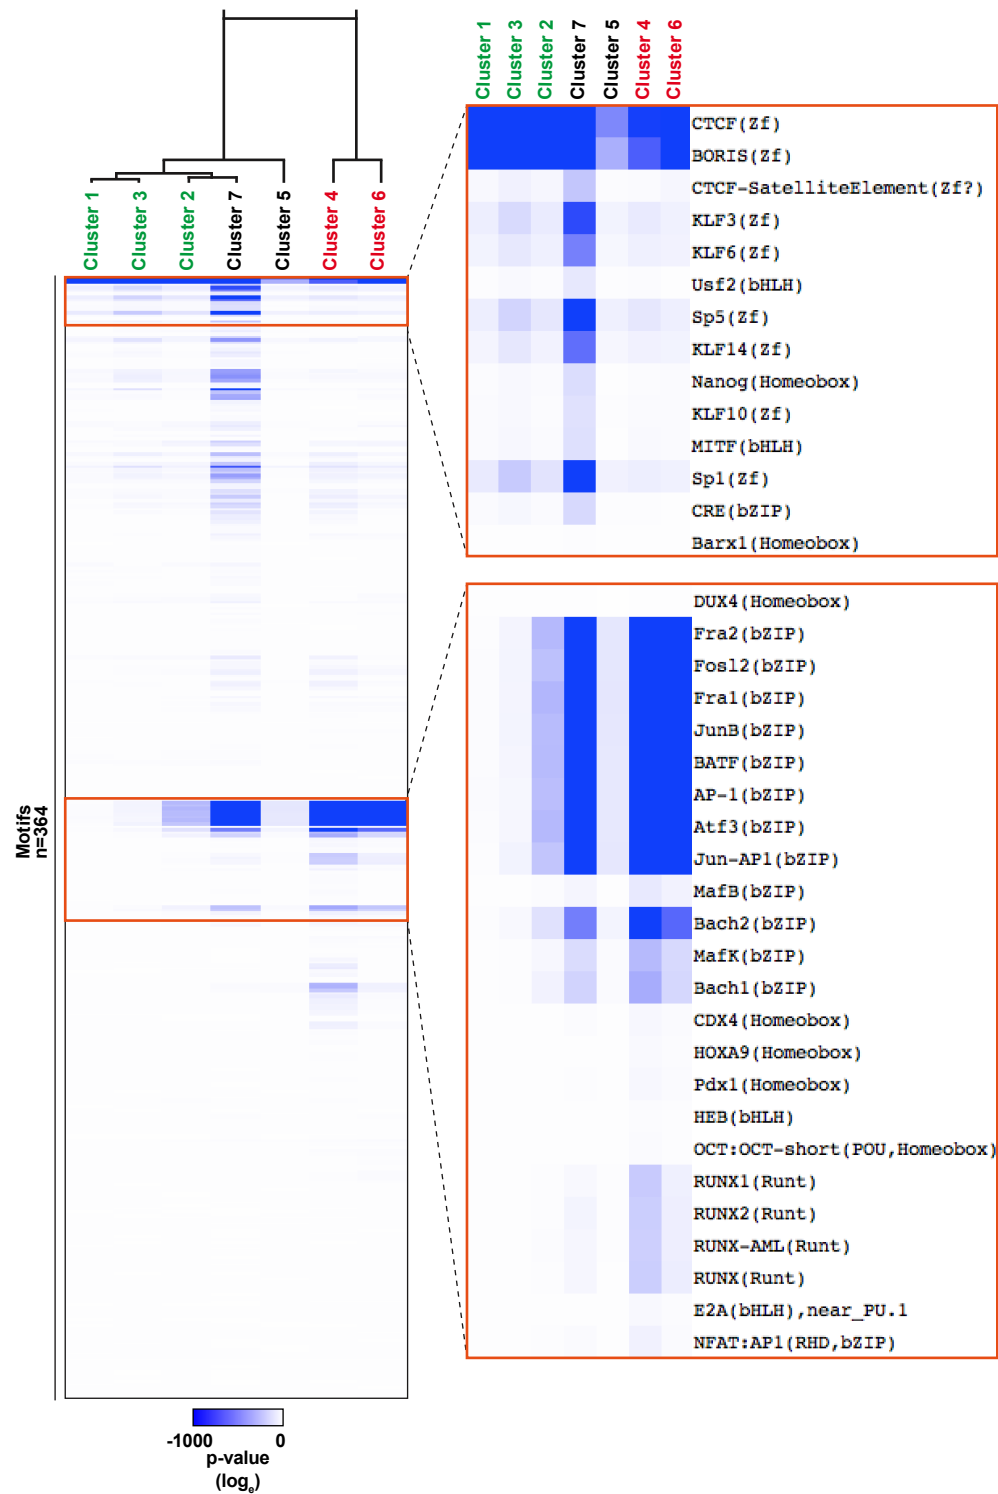 Cluster 1
Cluster 3
Cluster 2
Cluster 7
Cluster 5
Cluster 4
Cluster 6
Motifs
n=364
-1000 0
p-value
(logₑ)
Cluster 1
Cluster 3
Cluster 2
Cluster 7
Cluster 5
Cluster 4
Cluster 6
CTCF(Zf)
BORIS(Zf)
CTCF-SatelliteElement(Zf?)
KLF3(Zf)
KLF6(Zf)
Usf2(bHLH)
Sp5(Zf)
KLF14(Zf)
Nanog(Homeobox)
KLF10(Zf)
MITF(bHLH)
Sp1(Zf)
CRE(bZIP)
Barx1(Homeobox)
DUX4(Homeobox)
Fra2(bZIP)
Fosl2(bZIP)
Fra1(bZIP)
JunB(bZIP)
BATF(bZIP)
AP-1(bZIP)
Atf3(bZIP)
Jun-AP1(bZIP)
MafB(bZIP)
Bach2(bZIP)
MafK(bZIP)
Bach1(bZIP)
CDX4(Homeobox)
HOXA9(Homeobox)
Pdx1(Homeobox)
HEB(bHLH)
OCT:OCT-short(POU,Homeobox)
RUNX1(Runt)
RUNX2(Runt)
RUNX-AML(Runt)
RUNX(Runt)
E2A(bHLH),near_PU.1
NFAT:AP1(RHD,bZIP)